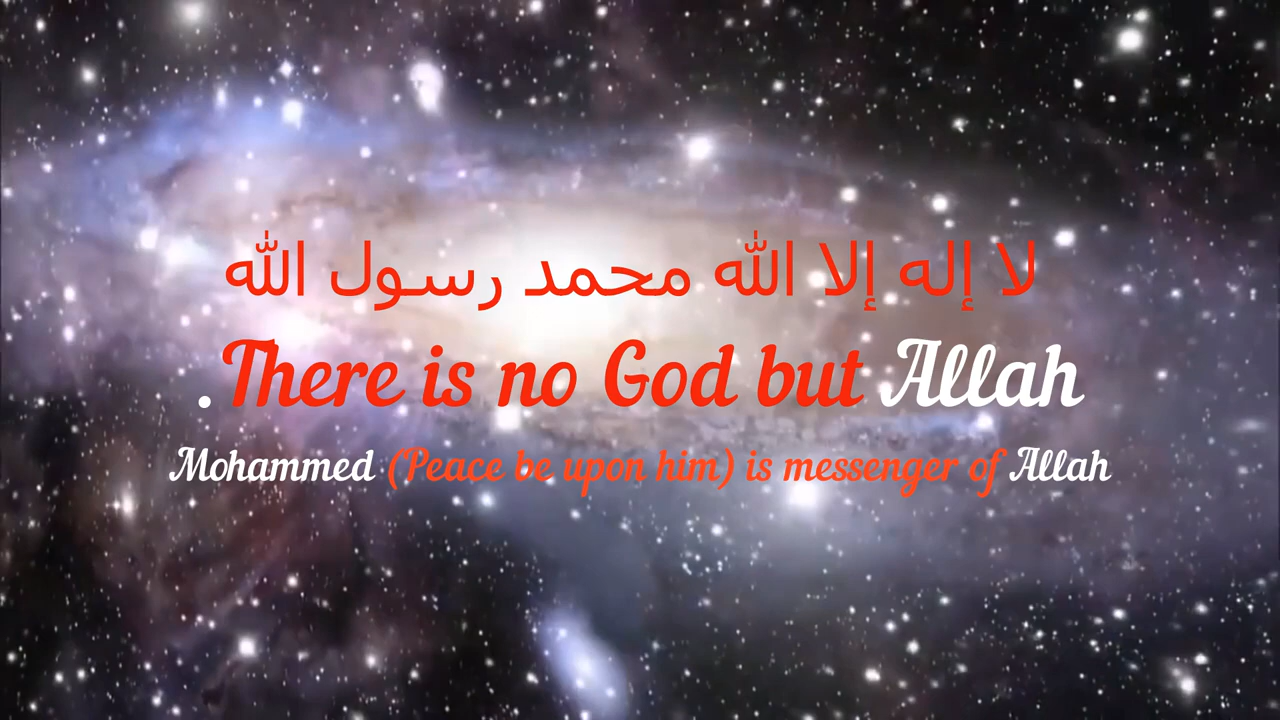 لا إله إلا الله محمد رسول الله
.There is no God but Allah
Mohammed (Peace be upon him) is messenger of Allah